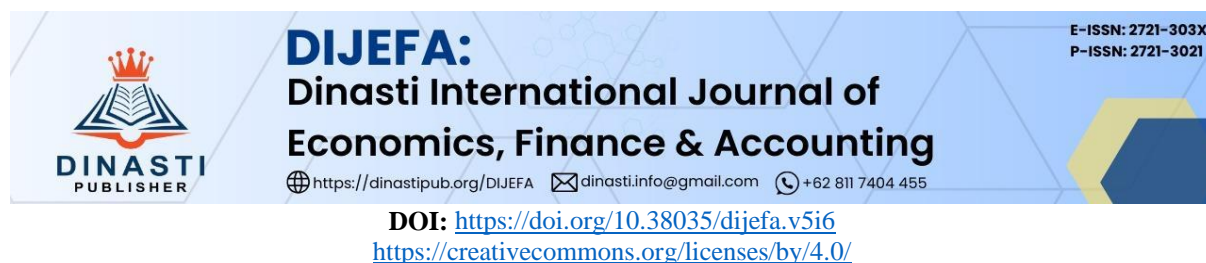 E-ISSN: 2721-303X
P-ISSN: 2721-3021
DIJEFA:
Dinasti International Journal of
Economics, Finance & Accounting
DINASTI
PUBLISHER
https://dinastipub.org/DIJEFA dinasti.info@gmail.com +62 811 7404 455
DOI: https://doi.org/10.38035/dijefa.v5i6
https://creativecommons.org/licenses/by/4.0/